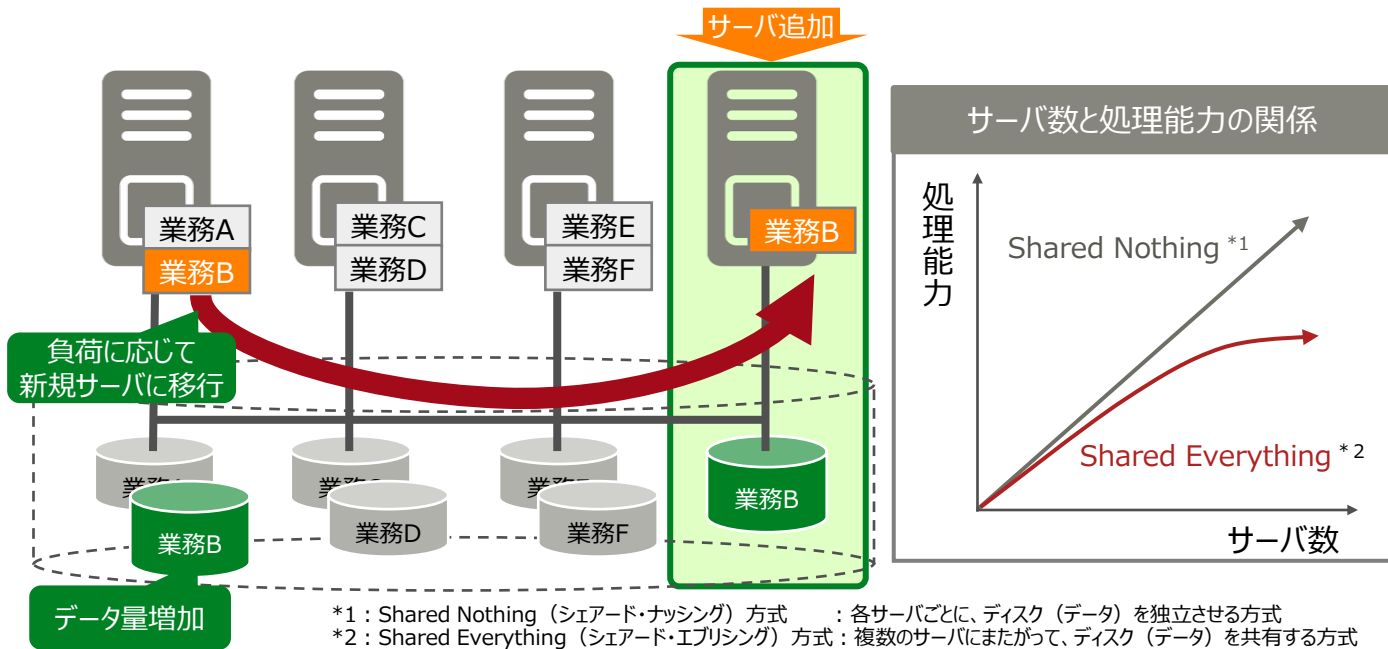 サーバ追加
業務A
業務B
業務C
業務D
業務E
業務F
業務B
負荷に応じて
新規サーバに移行
業務B
業務D
業務F
業務B
データ量増加
サーバ数と処理能力の関係
処理能力
Shared Nothing *1
Shared Everything *2
サーバ数
*1：Shared Nothing（シェアード・ナッシング）方式　　：各サーバごとに、ディスク（データ）を独立させる方式
*2：Shared Everything（シェアード・エブリシング）方式：複数のサーバにまたがって、ディスク（データ）を共有する方式